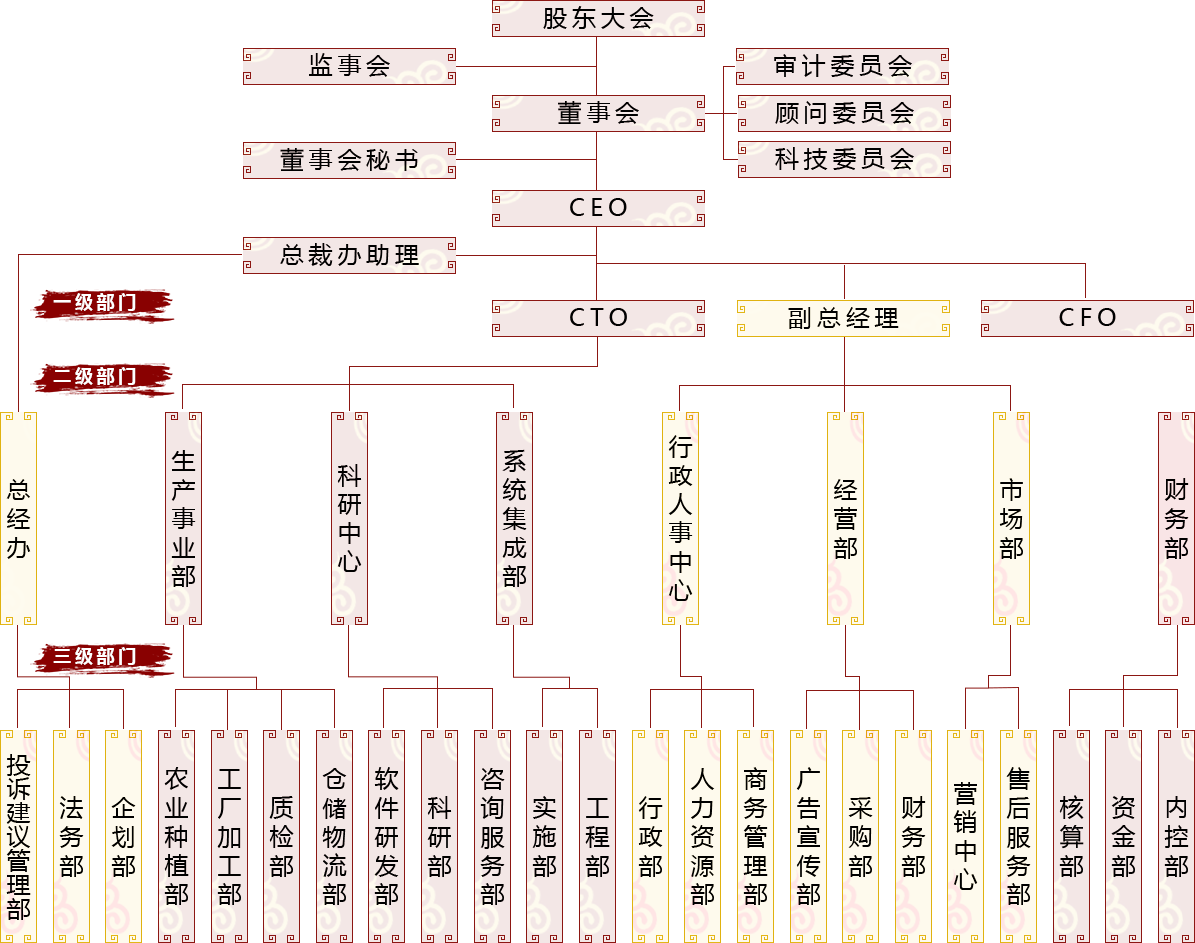 股东大会
监事会
审计委员会
董事会
顾问委员会
董事会秘书
科技委员会
CEO
总裁办助理
一级部门
CTO
副总经理
CFO
二级部门
总经办
生产事业部
科研中心
系统集成部
行政人事中心
经营部
市场部
财务部
三级部门
投诉建议管理部
法务部
企划部
农业种植部
工厂加工部
质检部
仓储物流部
软件研发部
科研部
咨询服务部
实施部
工程部
行政部
人力资源部
商务管理部
广告宣传部
采购部
财务部
营销中心
售后服务部
核算部
资金部
内控部